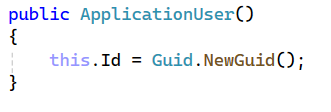 public ApplicationUser()
{
    this.Id = Guid.NewGuid();
}